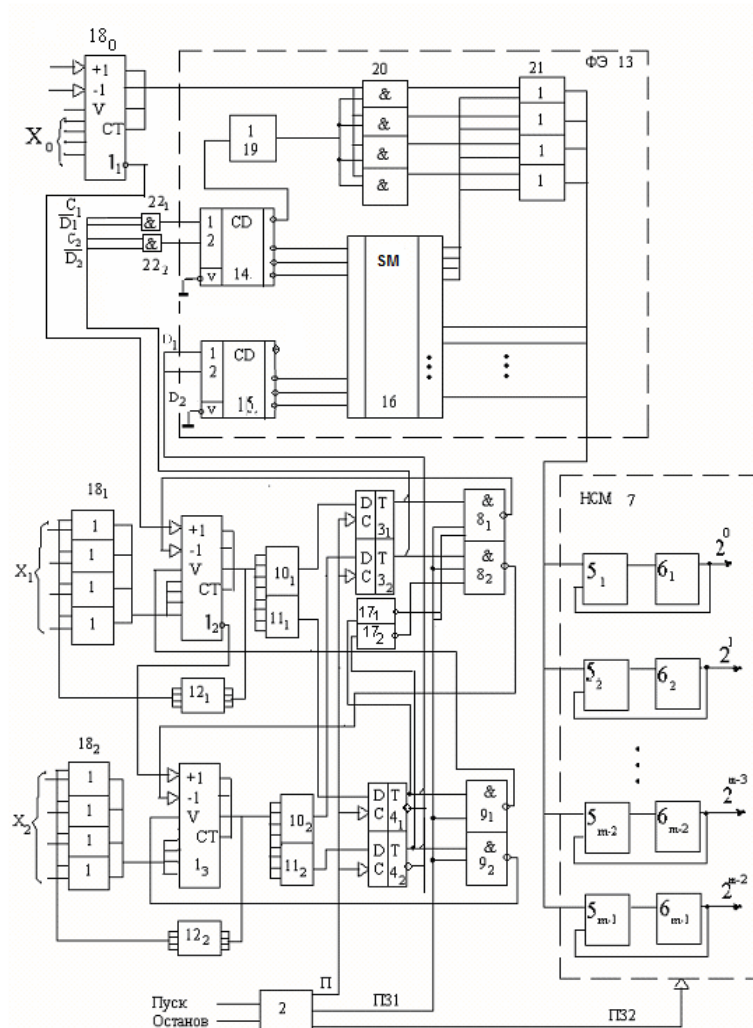 18₀
ФЭ 13
+1
-1
V
CT
X₀
1₁
20
21
&
&
&
&
1
1
1
1
1
19
C₁
D₁
C₂
D₂
22₁
&
&
22₂
1
2
CD
V
14.
SM
16
D₁
D₂
1
2
CD
V
15.
18₁
X₁
1
1
1
1
+1
-1
V
CT
1₂
10₁
11₁
12₁
D T
C 3₁
D T
C 3₂
17₁
17₂
&
8₁
&
8₂
НСМ 7
5₁
6₁
2⁰
5₂
6₂
2¹
5m-2
6m-2
2ᵐ⁻³
5m-1
6m-1
2ᵐ⁻²
18₂
X₂
1
1
1
1
+1
-1
V
CT
1₃
10₂
11₂
12₂
D T
C 4₁
D T
C 4₂
&
9₁
&
9₂
Пуск
Останов
2
П
ПЗ1
ПЗ2